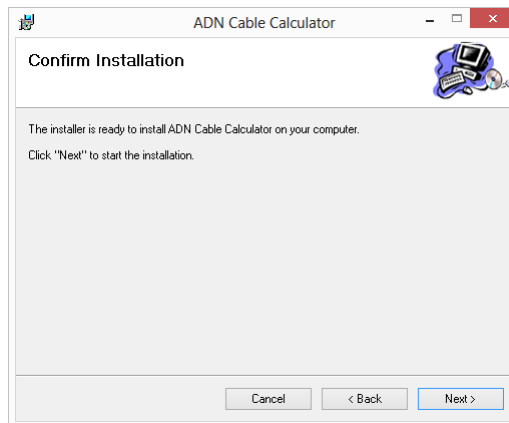 ADN Cable Calculator
Confirm Installation
The installer is ready to install ADN Cable Calculator on your computer.
Click "Next" to start the installation.
Cancel
< Back
Next >